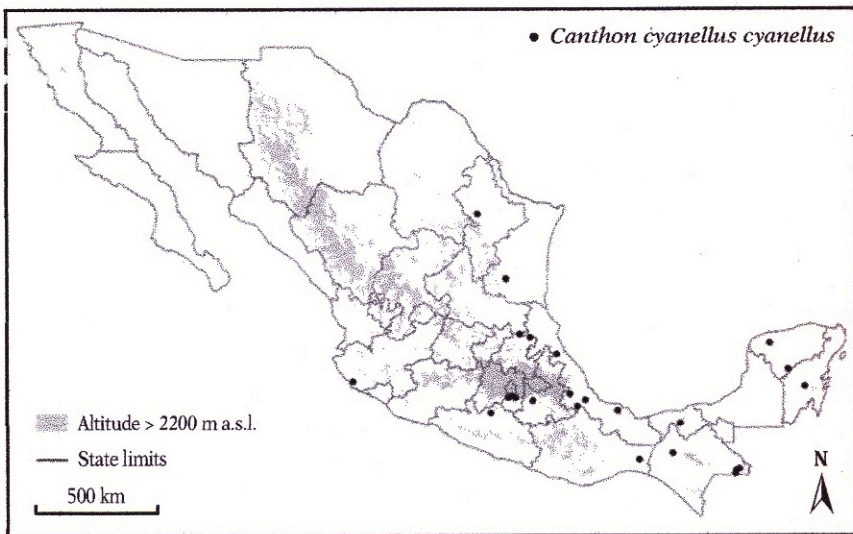 Canthon cyanellus cyanellus
Altitude > 2200 m a.s.l.
State limits
500 km
N